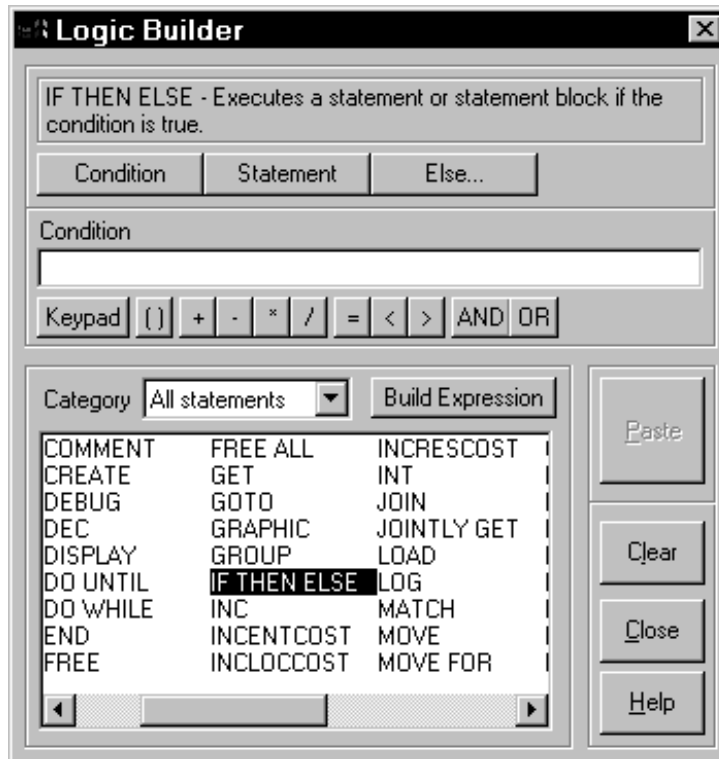 Logic Builder
IF THEN ELSE - Executes a statement or statement block if the
condition is true.
Condition Statement Else...
Condition
Keypad ( ) + - * / = < > AND OR
Category All statements Build Expression
COMMENT FREE ALL INCRESCOST
CREATE GET INT
DEBUG GOTO JOIN
DEC GRAPHIC JOINTLY GET
DISPLAY GROUP LOAD
DO UNTIL IF THEN ELSE LOG
DO WHILE INC MATCH
END INCENTCOST MOVE
FREE INCLOCCOST MOVE FOR
Paste
Clear
Close
Help